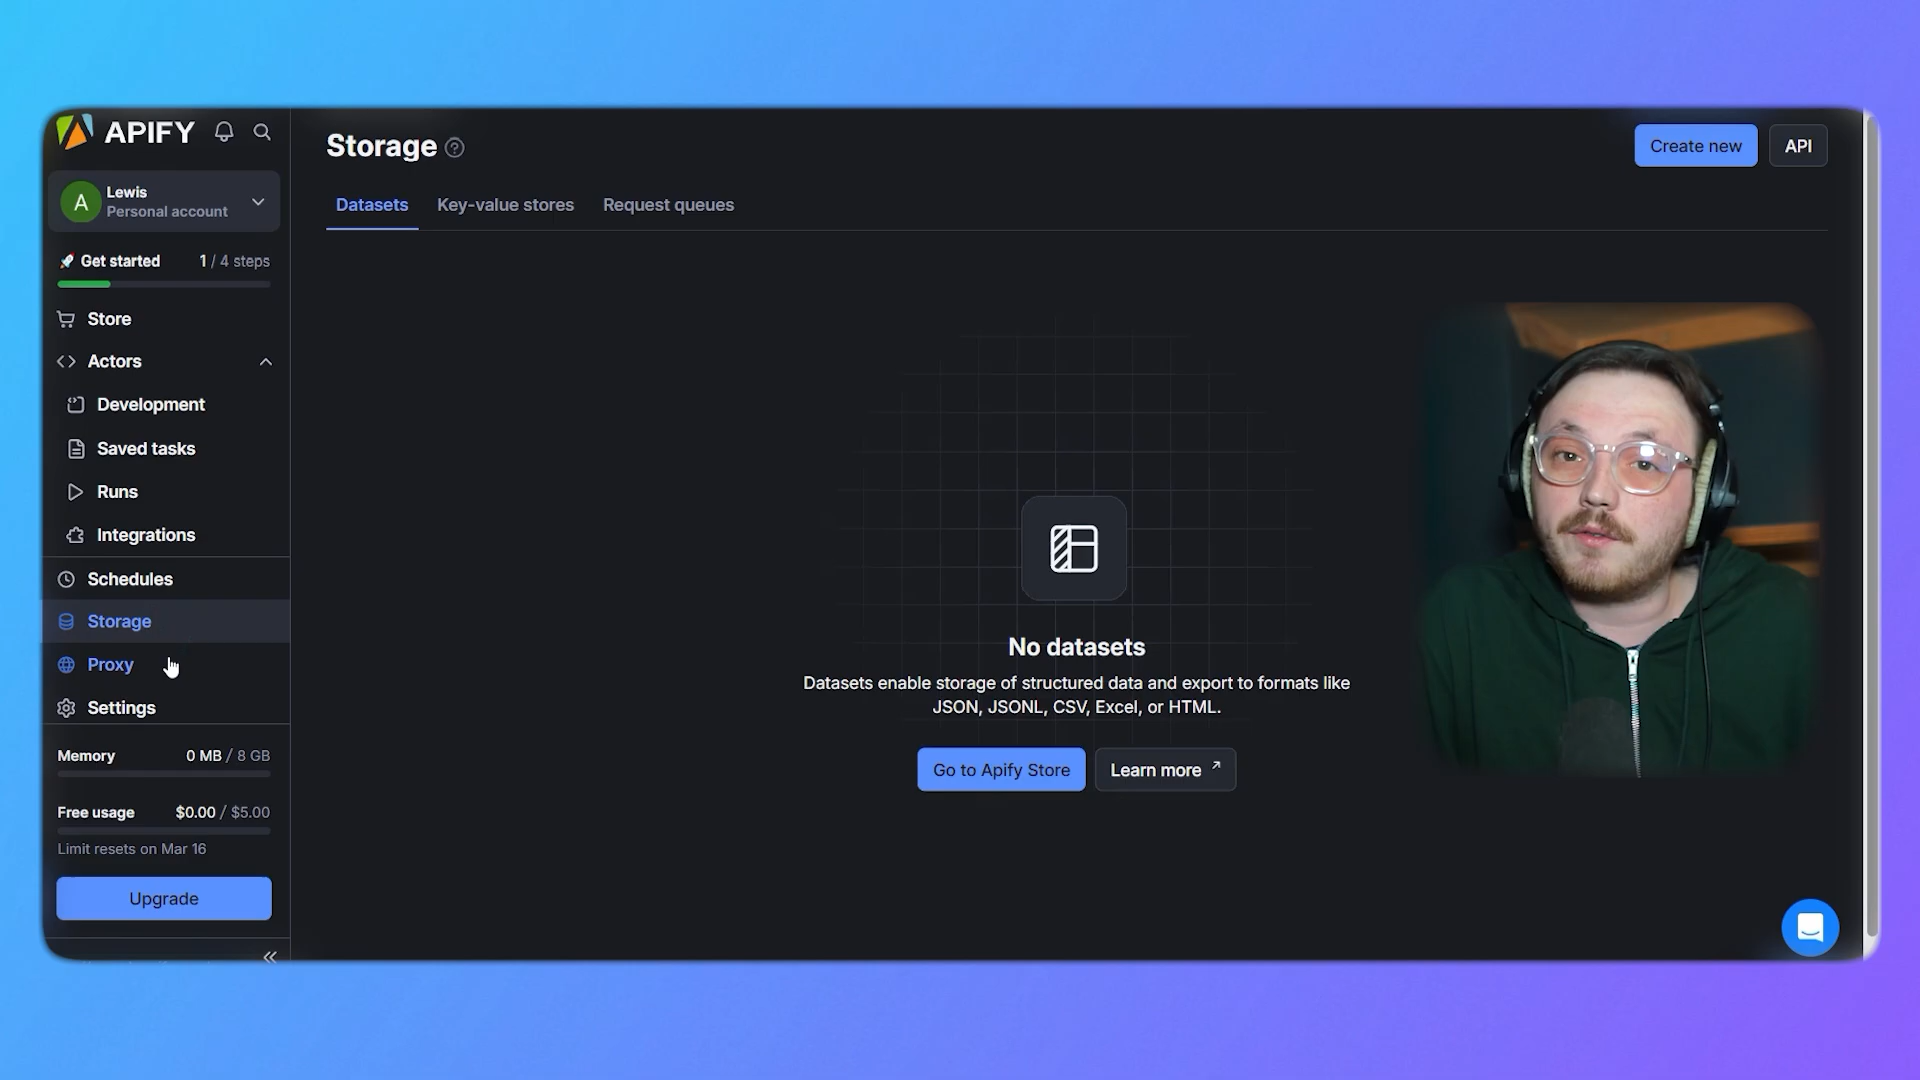 APIFY
A
Lewis
Personal account
Get started 1 / 4 steps
Store
Actors
Development
Saved tasks
Runs
Integrations
Schedules
Storage
Proxy
Settings
Memory 0 MB / 8 GB
Free usage $0.00 / $5.00
Limit resets on Mar 16
Upgrade
Storage
Create new API
Datasets Key-value stores Request queues
No datasets
Datasets enable storage of structured data and export to formats like
JSON, JSONL, CSV, Excel, or HTML.
Go to Apify Store Learn more